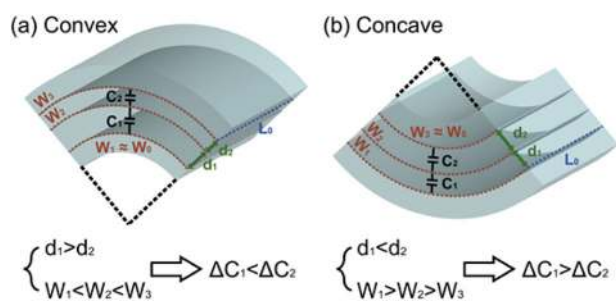 (a) Convex
W₃
W₂
C₂
C₁
W₁ ≈ W₀
L₀
d₂
d₁
d₁>d₂
W₁<W₂<W₃
ΔC₁<ΔC₂
(b) Concave
W₃ ≈ W₀
W₂
W₁
C₂
C₁
d₂
d₁
L₀
d₁<d₂
W₁>W₂>W₃
ΔC₁>ΔC₂